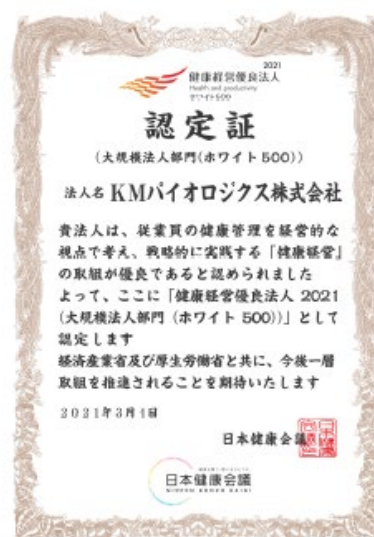 2021
健康経営優良法人
Health and productivity
ホワイト500
認定証
(大規模法人部門(ホワイト500))
法人名 KMバイオロジクス株式会社
貴法人は、従業員の健康管理を経営的な
視点で考え、戦略的に実践する「健康経営」
の取組が優良であると認められました
よって、ここに「健康経営優良法人 2021
(大規模法人部門(ホワイト 500))」として
認定します
経済産業省及び厚生労働省と共に、今後一層
取組を推進されることを期待いたします
2021年3月4日
日本健康会議
日本健康会議
NIPPON KENKO KAIGI